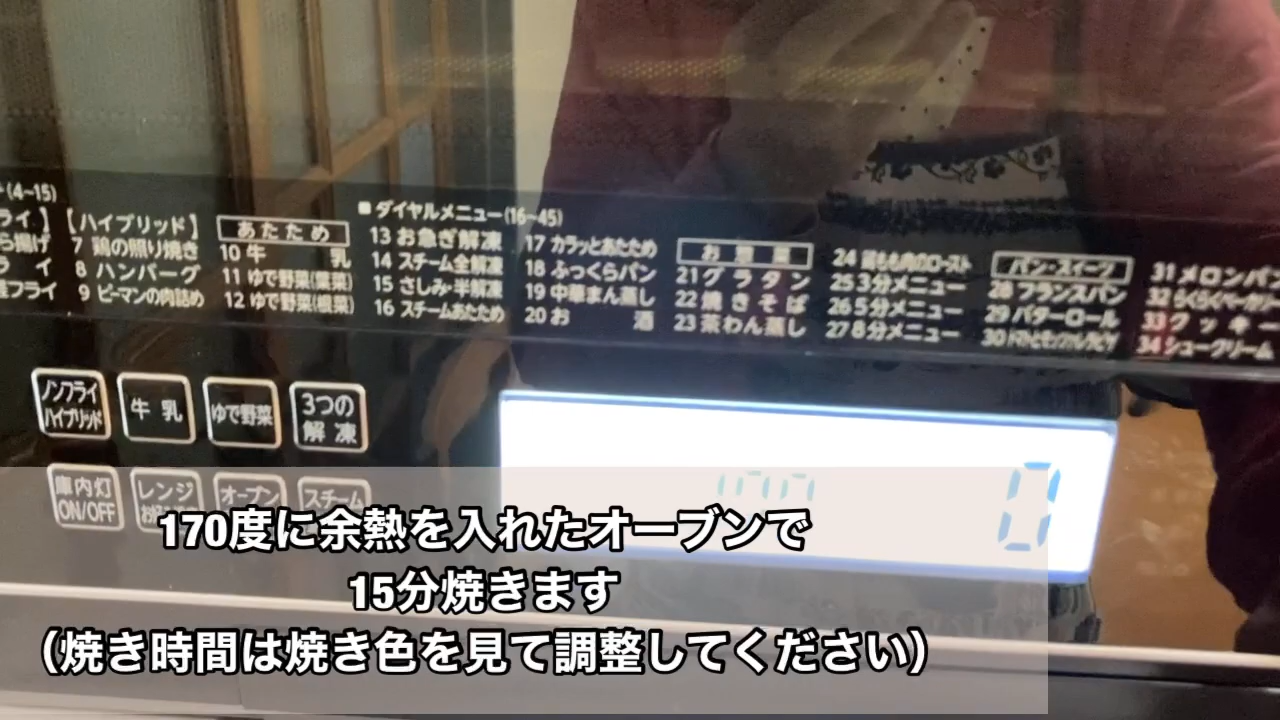 (4~15)
【ハイブリッド】
7 鶏の照り焼き
8 ハンバーグ
9 ピーマンの肉詰め
あたため
10 牛 乳
11 ゆで野菜(葉菜)
12 ゆで野菜(根菜)
■ ダイヤルメニュー(16~45)
13 お急ぎ解凍
14 スチーム全解凍
15 さしみ・半解凍
16 スチームあたため
17 カラッとあたため
18 ふっくらパン
19 中華まん蒸し
20 お 酒
お惣菜
21 グラタン
22 焼きそば
23 茶わん蒸し
25 3分メニュー
26 5分メニュー
27 8分メニュー
パン・スイーツ
28 フランスパン
29 バターロール
31 メロンパン
32 らくらくベーカリー
33 クッキー
34 シュークリーム
ノンフライ
ハイブリッド
牛 乳
ゆで野菜
3つの
解 凍
庫内灯
ON/OFF
レンジ
オーブン
スチーム
0
170度に余熱を入れたオーブンで
15分焼きます
（焼き時間は焼き色を見て調整してください）